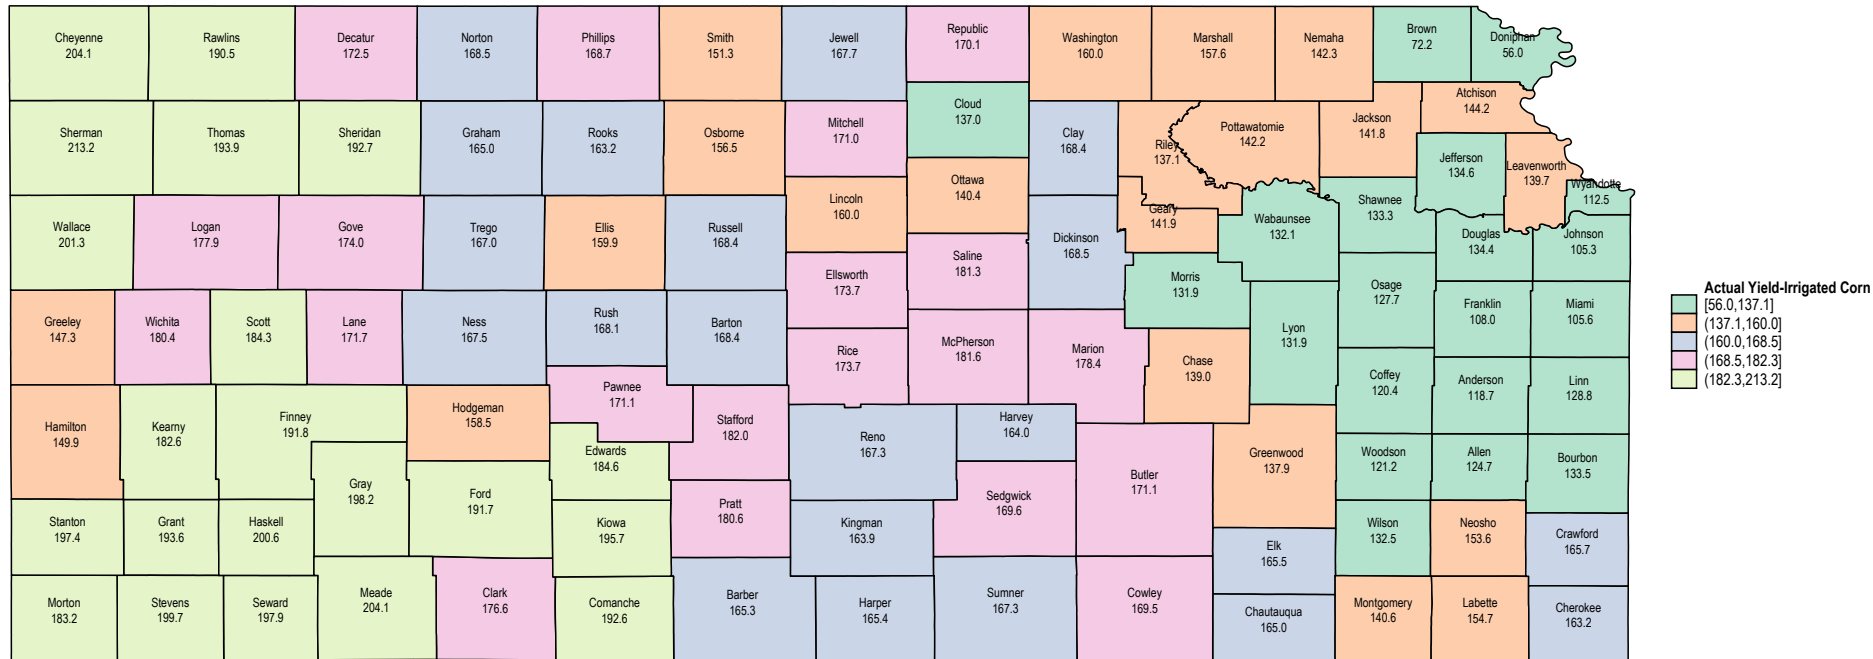 Cheyenne
204.1
Rawlins
190.5
Decatur
172.5
Norton
168.5
Phillips
168.7
Smith
151.3
Jewell
167.7
Republic
170.1
Washington
160.0
Marshall
157.6
Nemaha
142.3
Brown
72.2
Doniphan
56.0
Atchison
144.2
Sherman
213.2
Thomas
193.9
Sheridan
192.7
Graham
165.0
Rooks
163.2
Osborne
156.5
Mitchell
171.0
Cloud
137.0
Clay
168.4
Riley
137.1
Pottawatomie
142.2
Jackson
141.8
Jefferson
134.6
Leavenworth
139.7
Wyandotte
112.5
Wallace
201.3
Logan
177.9
Gove
174.0
Trego
167.0
Ellis
159.9
Russell
168.4
Lincoln
160.0
Ottawa
140.4
Dickinson
168.5
Geary
141.9
Wabaunsee
132.1
Shawnee
133.3
Douglas
134.4
Johnson
105.3
Ellsworth
173.7
Saline
181.3
Morris
131.9
Osage
127.7
Franklin
108.0
Miami
105.6
Greeley
147.3
Wichita
180.4
Scott
184.3
Lane
171.7
Ness
167.5
Rush
168.1
Barton
168.4
Rice
173.7
McPherson
181.6
Marion
178.4
Chase
139.0
Lyon
131.9
Coffey
120.4
Anderson
118.7
Linn
128.8
Hamilton
149.9
Kearny
182.6
Finney
191.8
Hodgeman
158.5
Pawnee
171.1
Stafford
182.0
Reno
167.3
Harvey
164.0
Butler
171.1
Greenwood
137.9
Woodson
121.2
Allen
124.7
Bourbon
133.5
Gray
198.2
Ford
191.7
Edwards
184.6
Pratt
180.6
Sedgwick
169.6
Stanton
197.4
Grant
193.6
Haskell
200.6
Kiowa
195.7
Kingman
163.9
Elk
165.5
Wilson
132.5
Neosho
153.6
Crawford
165.7
Morton
183.2
Stevens
199.7
Seward
197.9
Meade
204.1
Clark
176.6
Comanche
192.6
Barber
165.3
Harper
165.4
Sumner
167.3
Cowley
169.5
Chautauqua
165.0
Montgomery
140.6
Labette
154.7
Cherokee
163.2
Actual Yield-Irrigated Corn
[56.0,137.1]
(137.1,160.0]
(160.0,168.5]
(168.5,182.3]
(182.3,213.2]